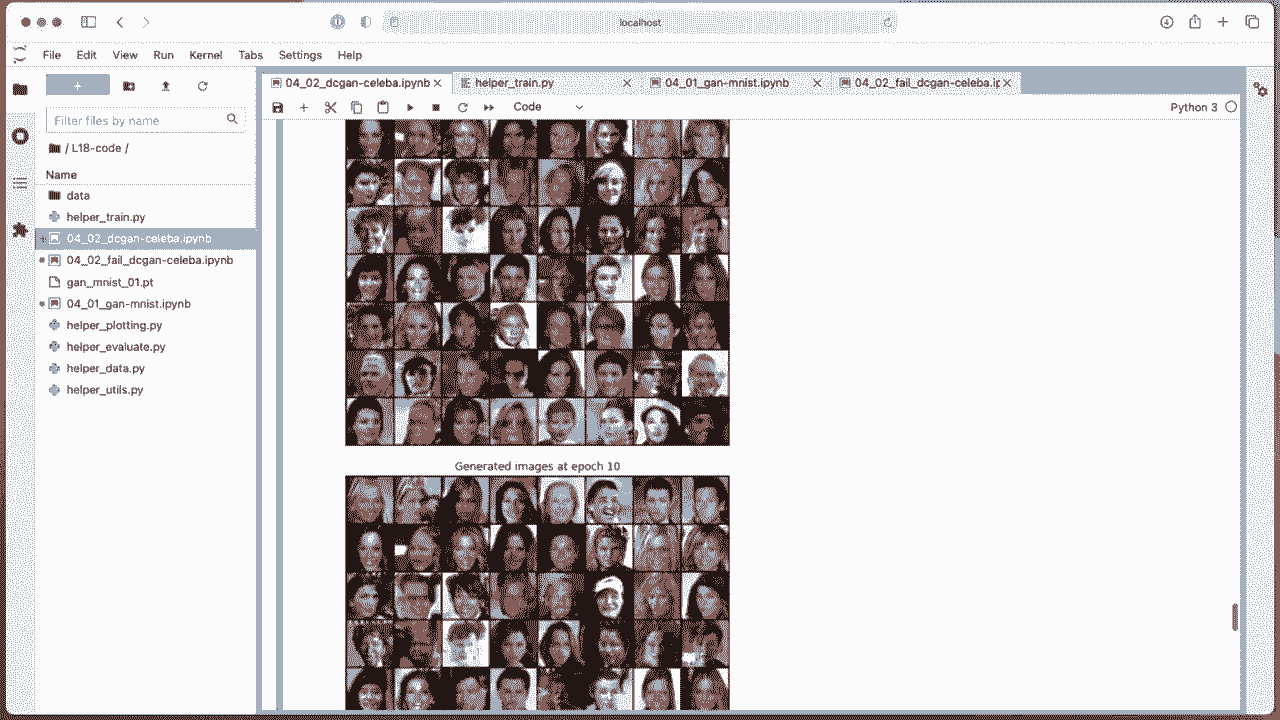 localhost
File Edit View Run Kernel Tabs Settings Help
04_02_dcgan-celeba.ipynb helper_train.py 04_01_gan-mnist.ipynb 04_02_fail_dcgan-celeba.ip
+ Code Python 3
Filter files by name
/ L18-code /
Name
data
helper_train.py
04_02_dcgan-celeba.ipynb
04_02_fail_dcgan-celeba.ipynb
gan_mnist_01.pt
04_01_gan-mnist.ipynb
helper_plotting.py
helper_evaluate.py
helper_data.py
helper_utils.py
Generated images at epoch 10